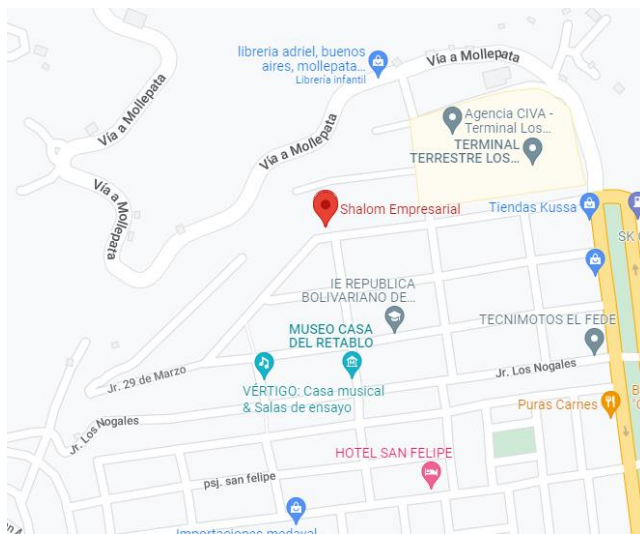 libreria adriel, buenos
aires, mollepata...
Librería infantil
Vía a Mollepata
Vía a Mollepata
Agencia CIVA -
Terminal Los...
TERMINAL
TERRESTRE LOS...
Vía a Mollepata
Vía a Mollepata
Shalom Empresarial
Tiendas Kussa
SK
IE REPUBLICA
BOLIVARIANO DE...
TECNIMOTOS EL FEDE
MUSEO CASA
DEL RETABLO
Jr. Los Nogales
Jr. 29 de Marzo
VÉRTIGO: Casa musical
& Salas de ensayo
Puras Carnes
Jr. Los Nogales
HOTEL SAN FELIPE
psj. san felipe
Importaciones medaval